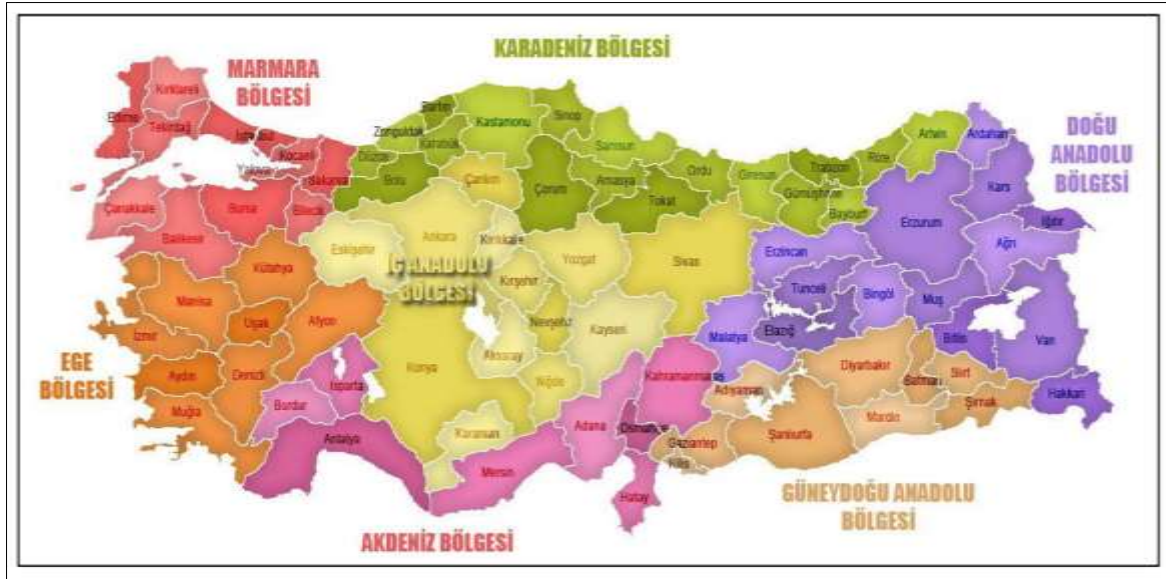 KARADENİZ BÖLGESİ
MARMARA
BÖLGESİ
DOĞU
ANADOLU
BÖLGESİ
Kırklareli
Edirne
Tekirdağ
İstanbul
Kocaeli
Yalova
Sakarya
Çanakkale
Balıkesir
Bursa
Bilecik
Bartın
Zonguldak
Karabük
Kastamonu
Sinop
Samsun
Düzce
Bolu
Çankırı
Çorum
Amasya
Tokat
Ordu
Giresun
Trabzon
Gümüşhane
Rize
Bayburt
Artvin
Ardahan
Kars
Iğdır
Erzurum
Ağrı
Erzincan
Tunceli
Bingöl
Muş
Bitlis
Van
Hakkari
Malatya
Elazığ
Eskişehir
Ankara
Kırıkkale
Kırşehir
Yozgat
Sivas
İÇ ANADOLU
BÖLGESİ
Nevşehir
Kayseri
Aksaray
Niğde
Konya
Karaman
Kütahya
Manisa
Uşak
Afyon
İzmir
Aydın
Denizli
Muğla
EGE
BÖLGESİ
Isparta
Burdur
Antalya
Mersin
Adana
Osmaniye
Kahramanmaraş
Hatay
Adıyaman
Gaziantep
Kilis
Şanlıurfa
Diyarbakır
Mardin
Batman
Siirt
Şırnak
GÜNEYDOĞU ANADOLU
BÖLGESİ
AKDENİZ BÖLGESİ